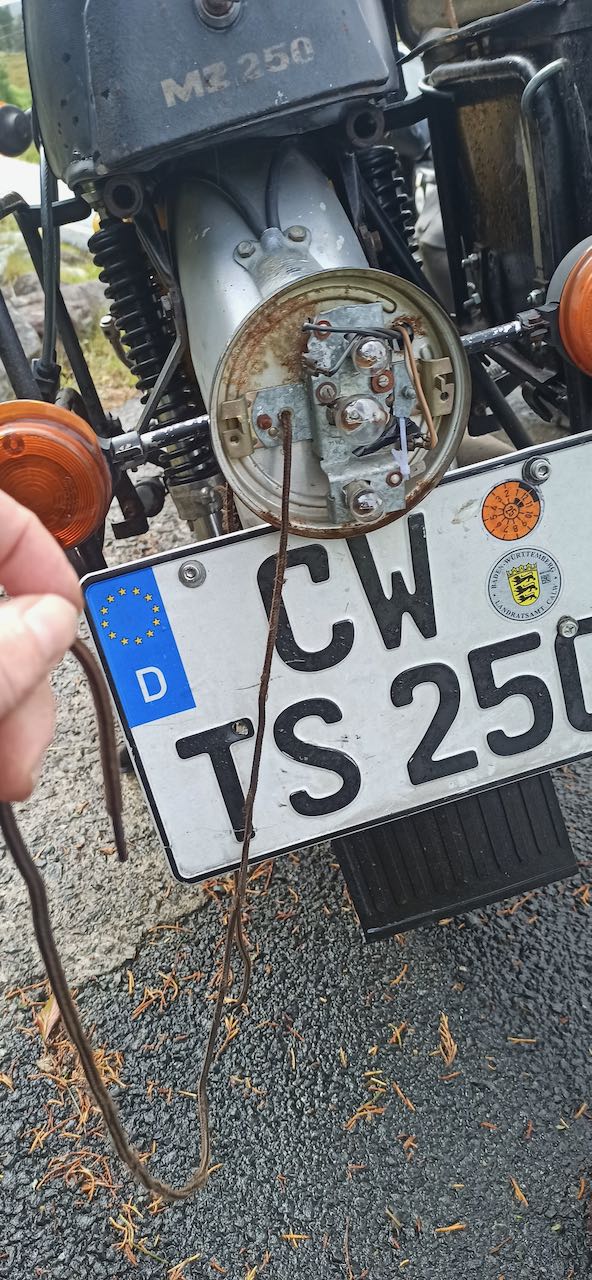 MZ 250
CW
BADEN-WÜRTTEMBERG
LANDRATSAMT CALW
D
TS 250